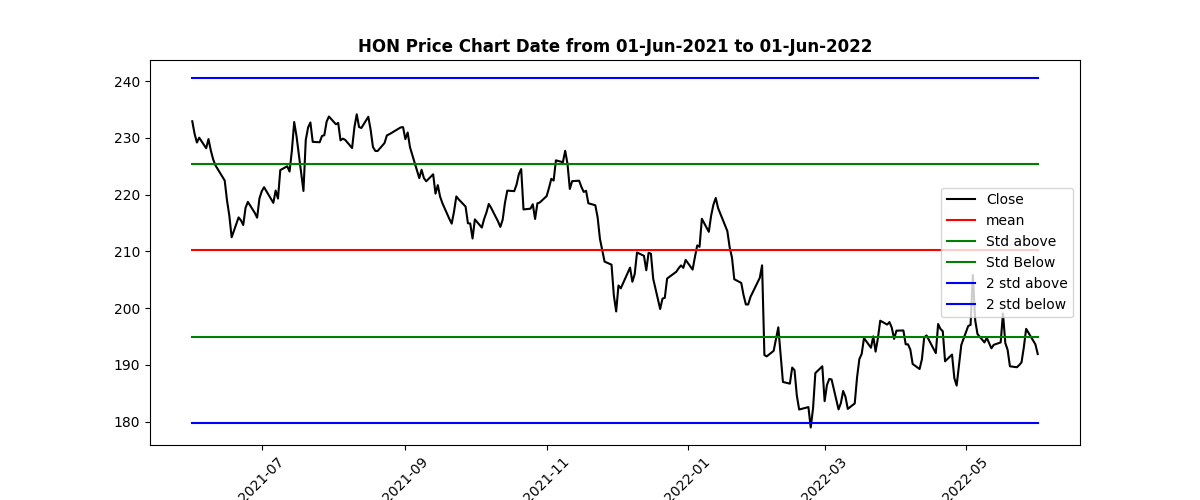 HON Price Chart Date from 01-Jun-2021 to 01-Jun-2022
240
230
220
210
200
190
180
Close
mean
Std above
Std Below
2 std above
2 std below
2021-07
2021-09
2021-11
2022-01
2022-03
2022-05